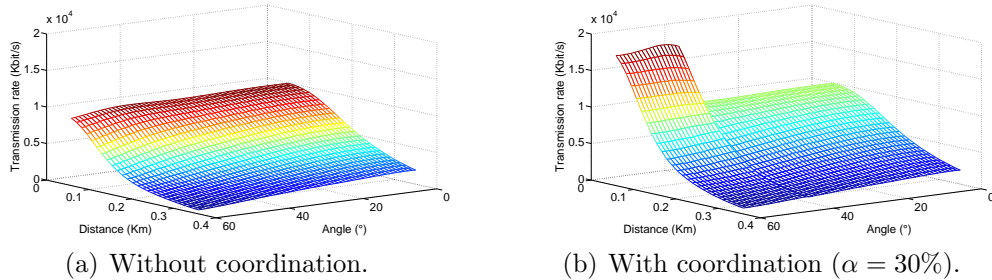 x 10⁴
2
1.5
1
0.5
0
Transmission rate (Kbit/s)
0
0.1
0.2
0.3
0.4
Distance (Km)
60
40
20
0
Angle (°)
(a) Without coordination.
x 10⁴
2
1.5
1
0.5
0
Transmission rate (Kbit/s)
0
0.1
0.2
0.3
0.4
Distance (Km)
60
40
20
0
Angle (°)
(b) With coordination (α = 30%).